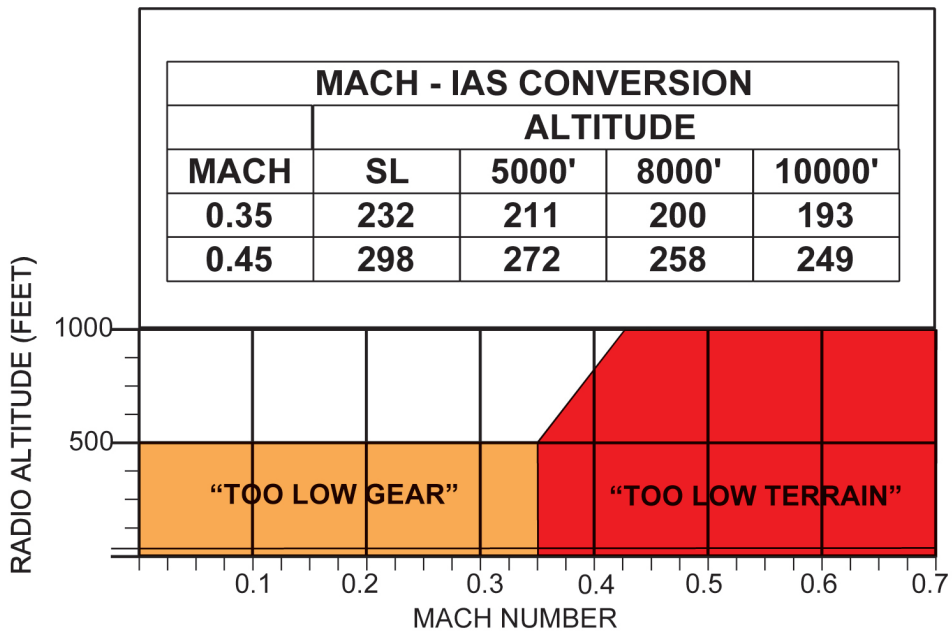 MACH - IAS CONVERSION
ALTITUDE
MACH SL 5000' 8000' 10000'
0.35 232 211 200 193
0.45 298 272 258 249
RADIO ALTITUDE (FEET)
1000
500
“TOO LOW GEAR” “TOO LOW TERRAIN”
0.1 0.2 0.3 0.4 0.5 0.6 0.7
MACH NUMBER